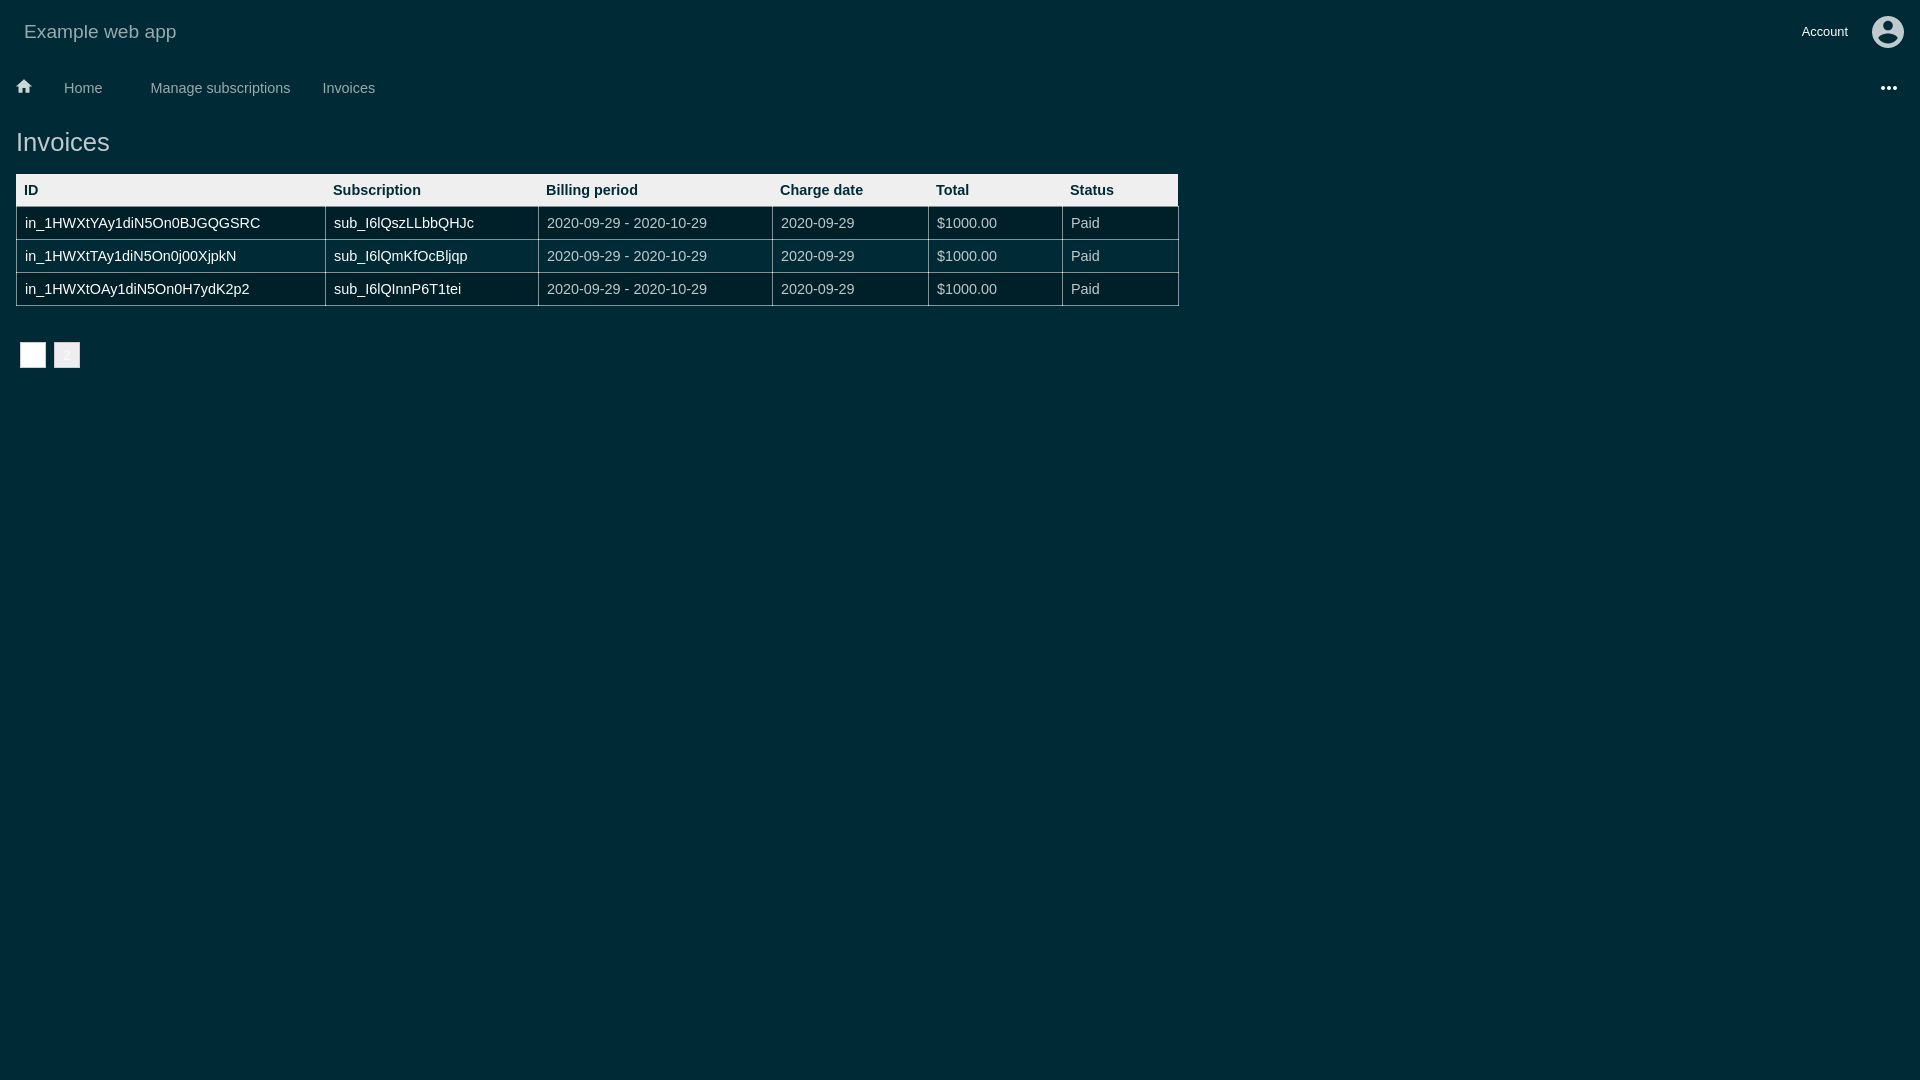 Example web app
Account
Home Manage subscriptions Invoices
Invoices
ID Subscription Billing period Charge date Total Status
in_1HWXtYAy1diN5On0BJGQGSRC sub_I6lQszLLbbQHJc 2020-09-29 - 2020-10-29 2020-09-29 $1000.00 Paid
in_1HWXtTAy1diN5On0j00XjpkN sub_I6lQmKfOcBljqp 2020-09-29 - 2020-10-29 2020-09-29 $1000.00 Paid
in_1HWXtOAy1diN5On0H7ydK2p2 sub_I6lQInnP6T1tei 2020-09-29 - 2020-10-29 2020-09-29 $1000.00 Paid
2